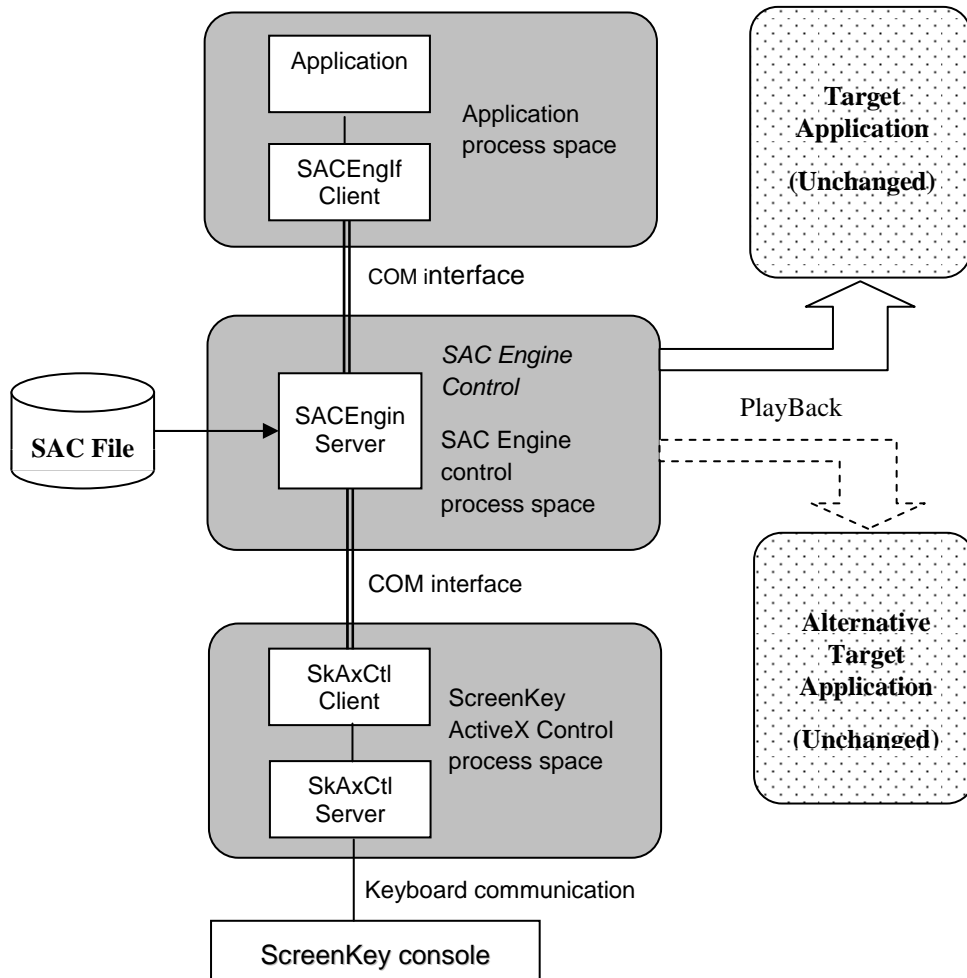 Application
SACEngIf
Client
Application
process space
Target
Application
(Unchanged)
COM interface
SAC File
SACEngin
Server
SAC Engine
Control
SAC Engine
control
process space
PlayBack
COM interface
SkAxCtl
Client
SkAxCtl
Server
ScreenKey
ActiveX Control
process space
Alternative
Target
Application
(Unchanged)
Keyboard communication
ScreenKey console